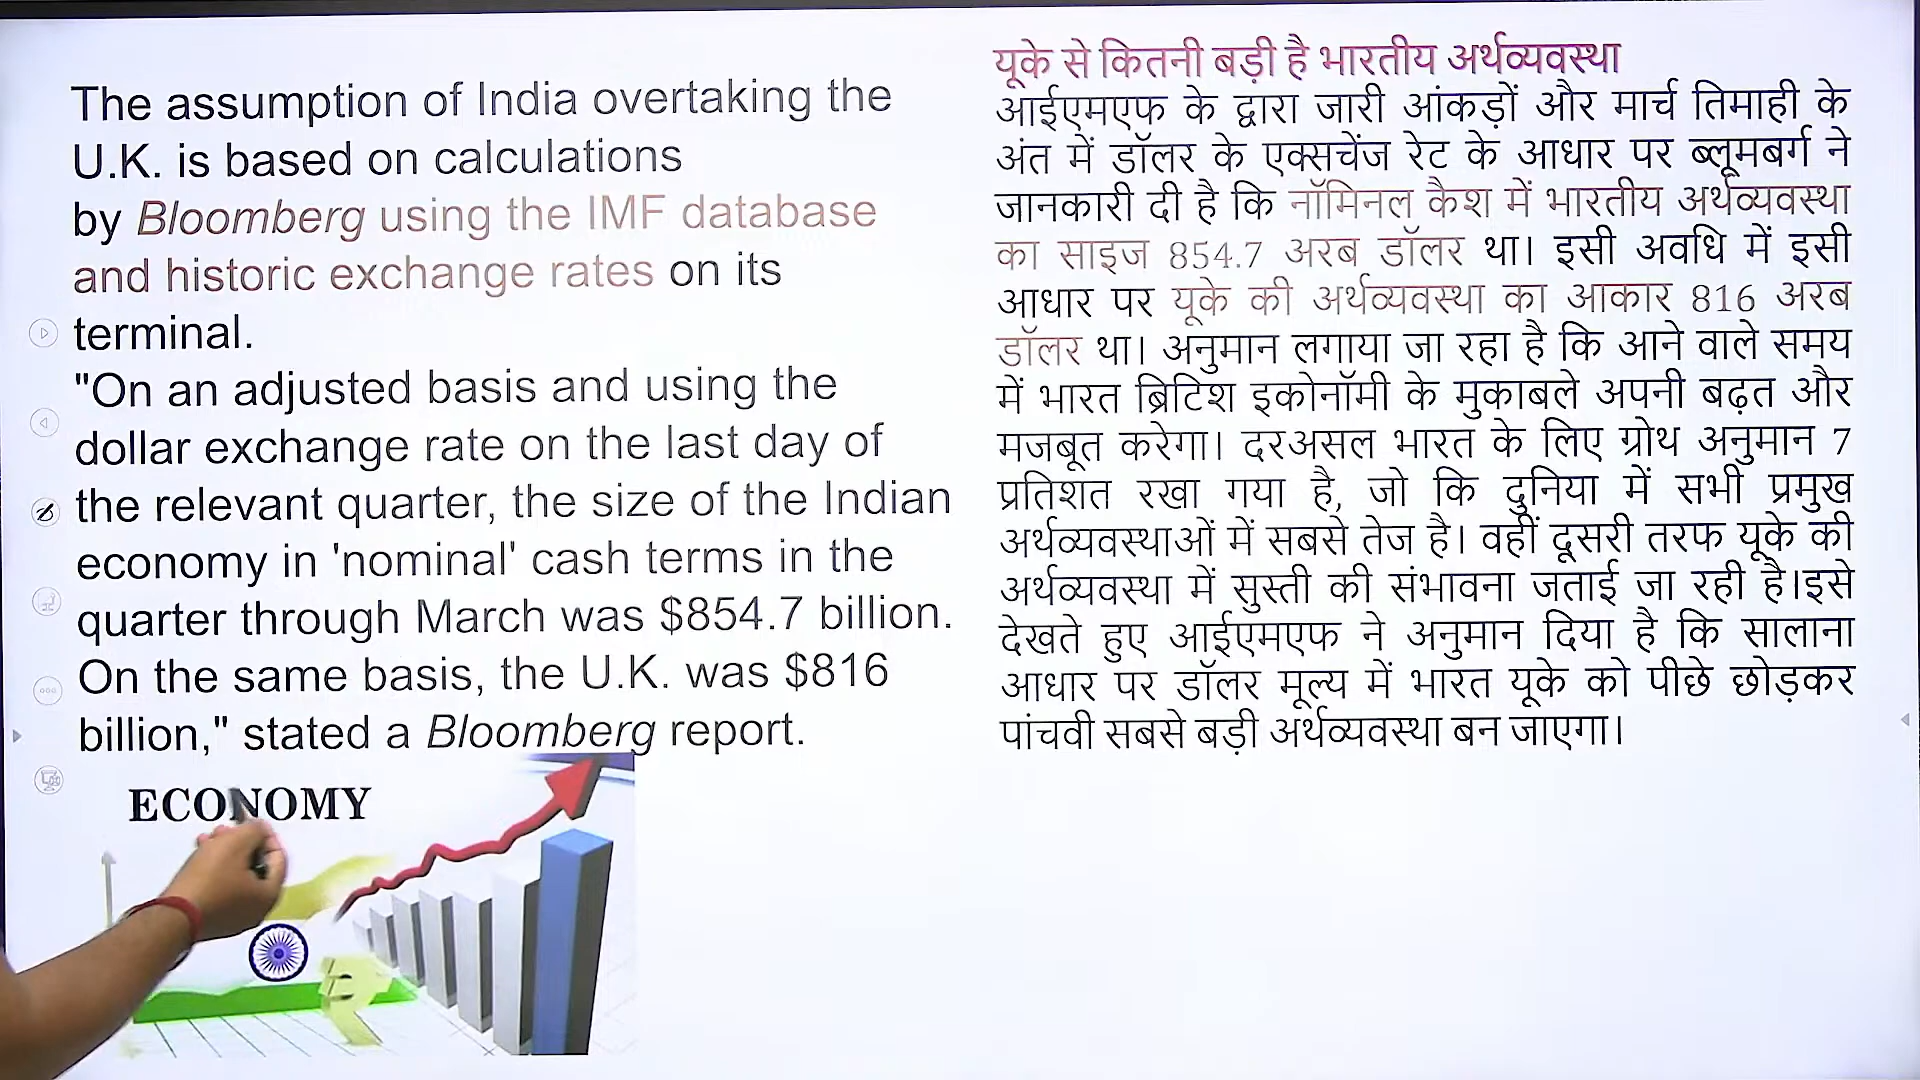 The assumption of India overtaking the
U.K. is based on calculations
by Bloomberg using the IMF database
and historic exchange rates on its
terminal.
"On an adjusted basis and using the
dollar exchange rate on the last day of
the relevant quarter, the size of the Indian
economy in 'nominal' cash terms in the
quarter through March was $854.7 billion.
On the same basis, the U.K. was $816
billion," stated a Bloomberg report.
ECONOMY
यूके से कितनी बड़ी है भारतीय अर्थव्यवस्था
आईएमएफ के द्वारा जारी आंकड़ों और मार्च तिमाही के
अंत में डॉलर के एक्सचेंज रेट के आधार पर ब्लूमबर्ग ने
जानकारी दी है कि नॉमिनल कैश में भारतीय अर्थव्यवस्था
का साइज 854.7 अरब डॉलर था। इसी अवधि में इसी
आधार पर यूके की अर्थव्यवस्था का आकार 816 अरब
डॉलर था। अनुमान लगाया जा रहा है कि आने वाले समय
में भारत ब्रिटिश इकोनॉमी के मुकाबले अपनी बढ़त और
मजबूत करेगा। दरअसल भारत के लिए ग्रोथ अनुमान 7
प्रतिशत रखा गया है, जो कि दुनिया में सभी प्रमुख
अर्थव्यवस्थाओं में सबसे तेज है। वहीं दूसरी तरफ यूके की
अर्थव्यवस्था में सुस्ती की संभावना जताई जा रही है।इसे
देखते हुए आईएमएफ ने अनुमान दिया है कि सालाना
आधार पर डॉलर मूल्य में भारत यूके को पीछे छोड़कर
पांचवी सबसे बड़ी अर्थव्यवस्था बन जाएगा।